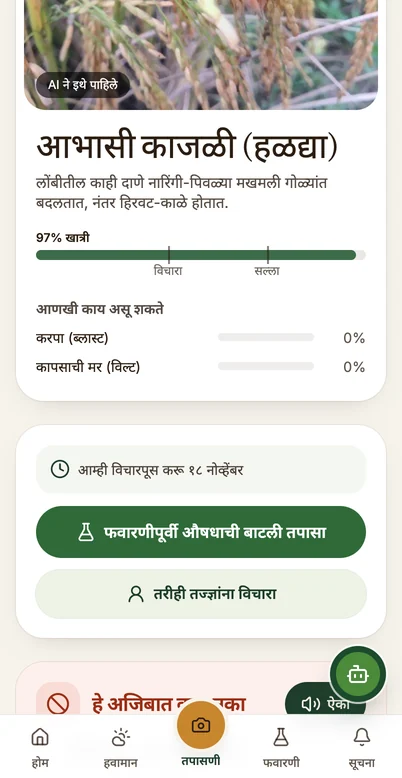 AI ने इथे पाहिले
आभासी काजळी (हळद्या)
लोंबीतील काही दाणे नारिंगी-पिवळ्या मखमली गोळ्यांत
बदलतात, नंतर हिरवट-काळे होतात.
97% खात्री
विचारा सल्ला
आणखी काय असू शकते
करपा (ब्लास्ट) 0%
कापसाची मर (विल्ट) 0%
आम्ही विचारपूस करू १८ नोव्हेंबर
फवारणीपूर्वी औषधाची बाटली तपासा
तरीही तज्ज्ञांना विचारा
हे अजिबात
ऐका
होम हवामान तपासणी फवारणी सूचना